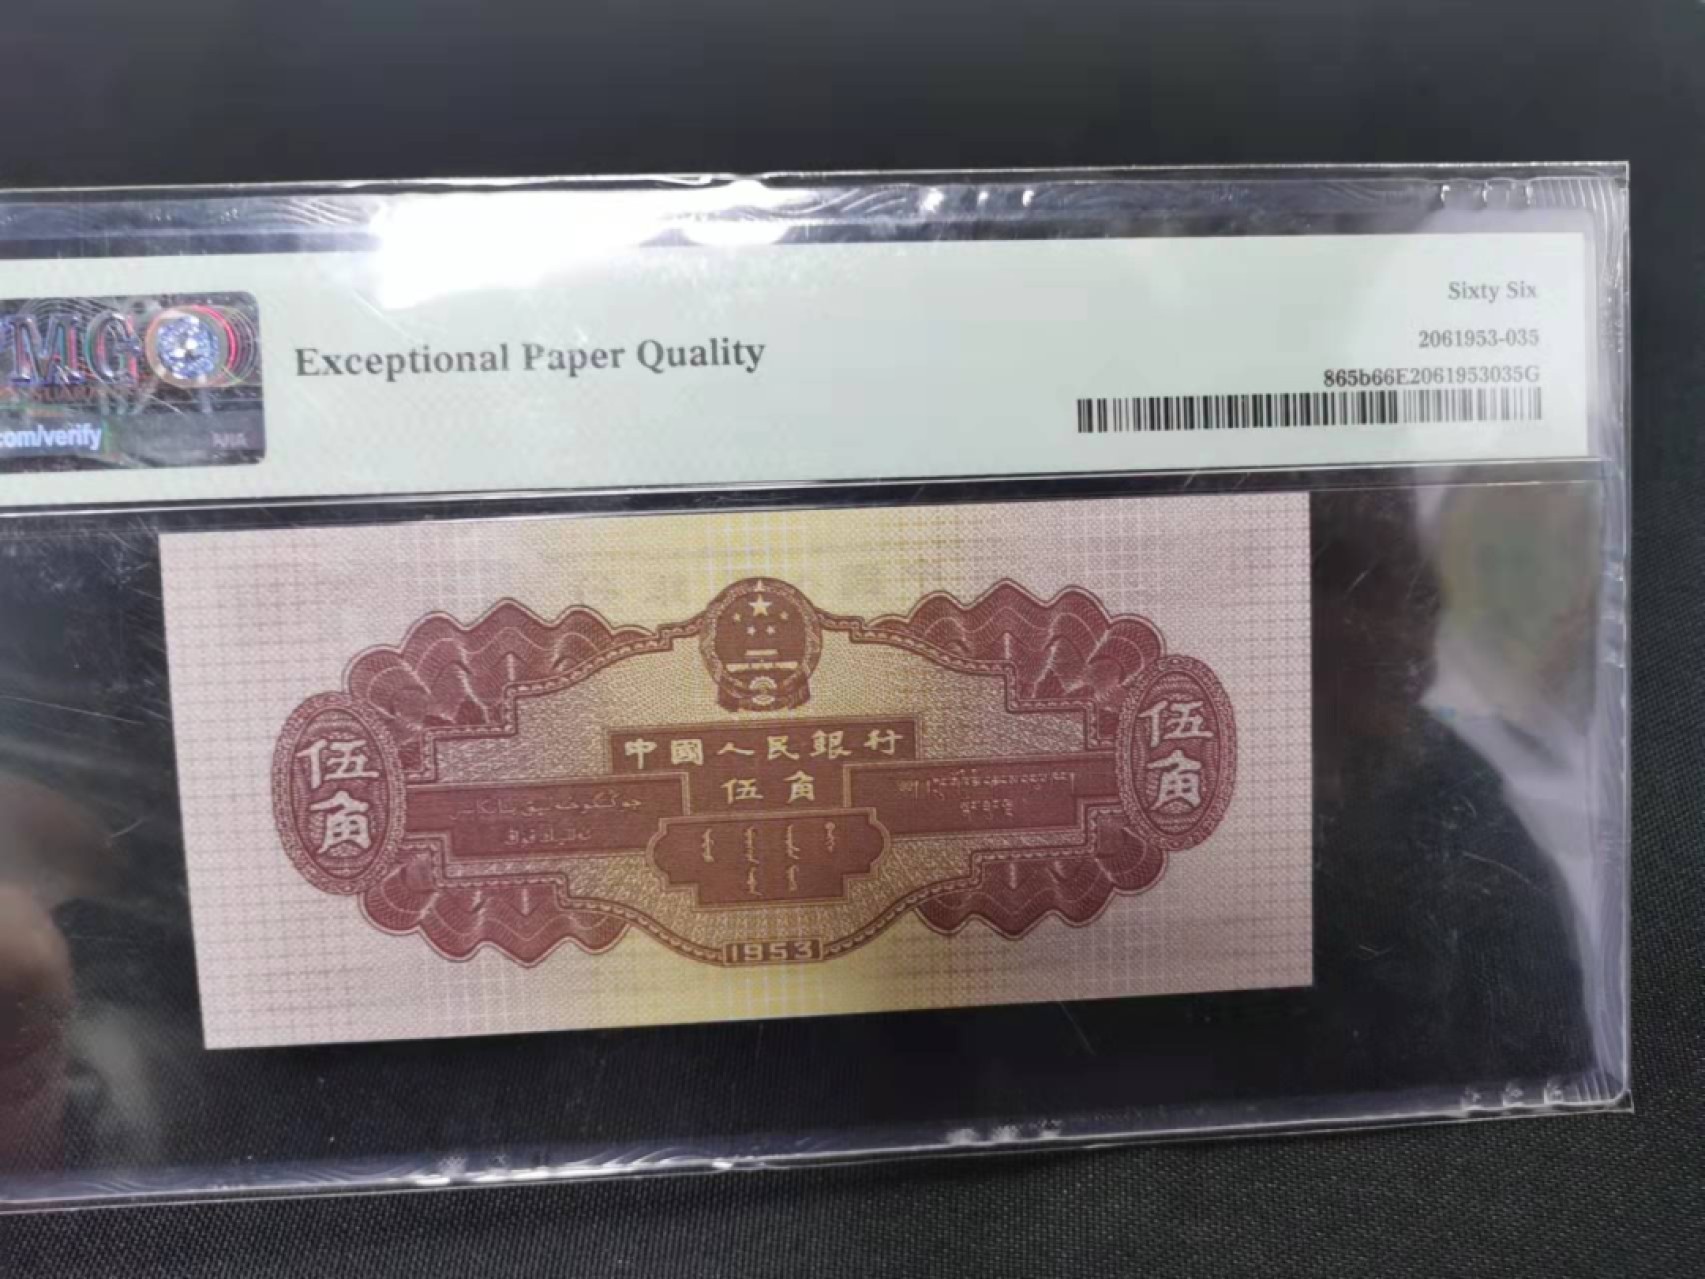 Sixty Six
2061953-035
865b66E2061953035G
Exceptional Paper Quality
MG
com/verify
中國人民銀行
伍角
伍角
伍角
1953